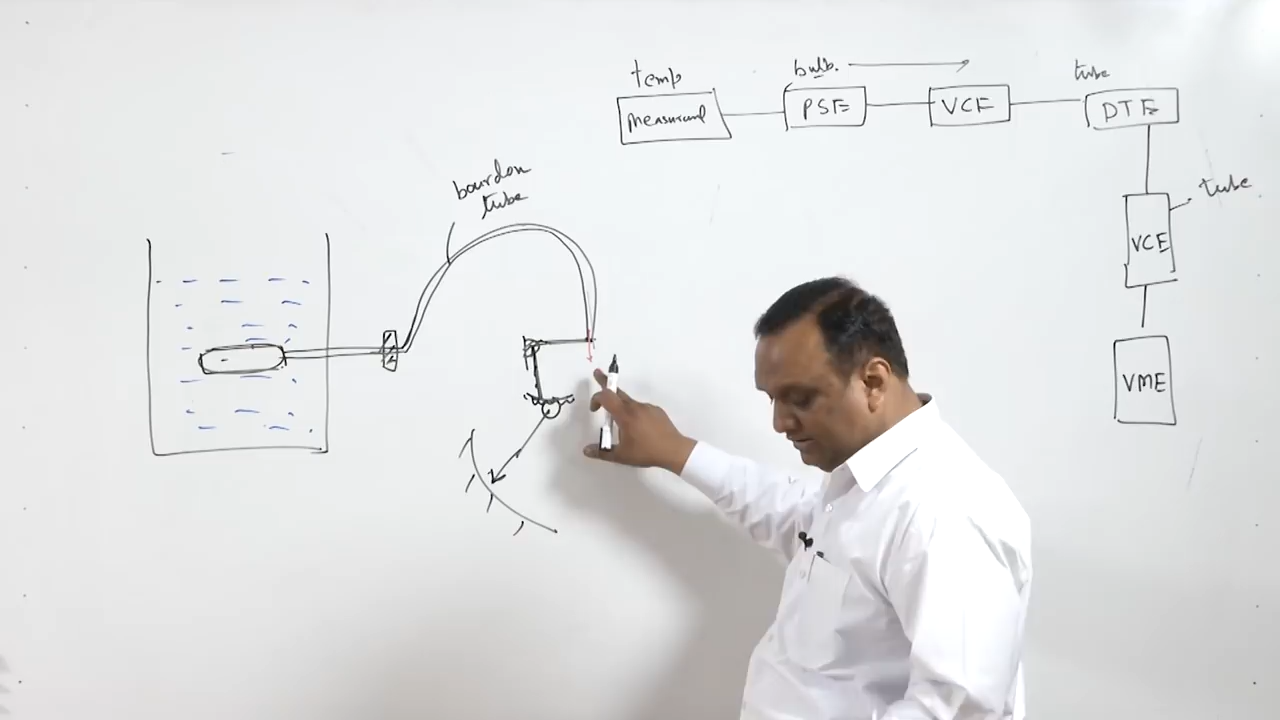 temp
bulb.
tube
measurand
PSE
VCE
DTE
bourdon
tube
tube
VCE
VME